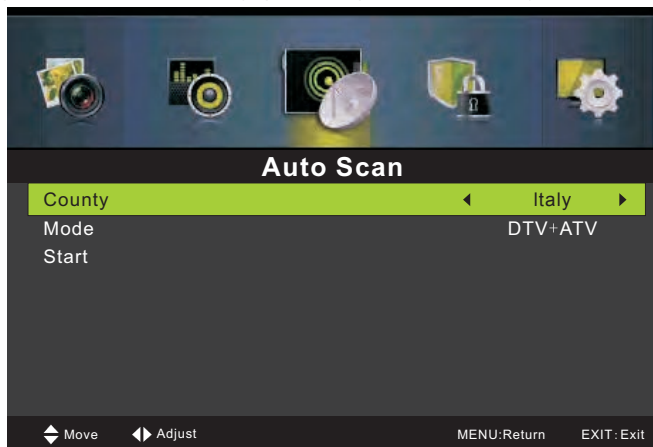 Auto Scan
County Italy
Mode DTV+ATV
Start
Move Adjust MENU:Return EXIT:Exit